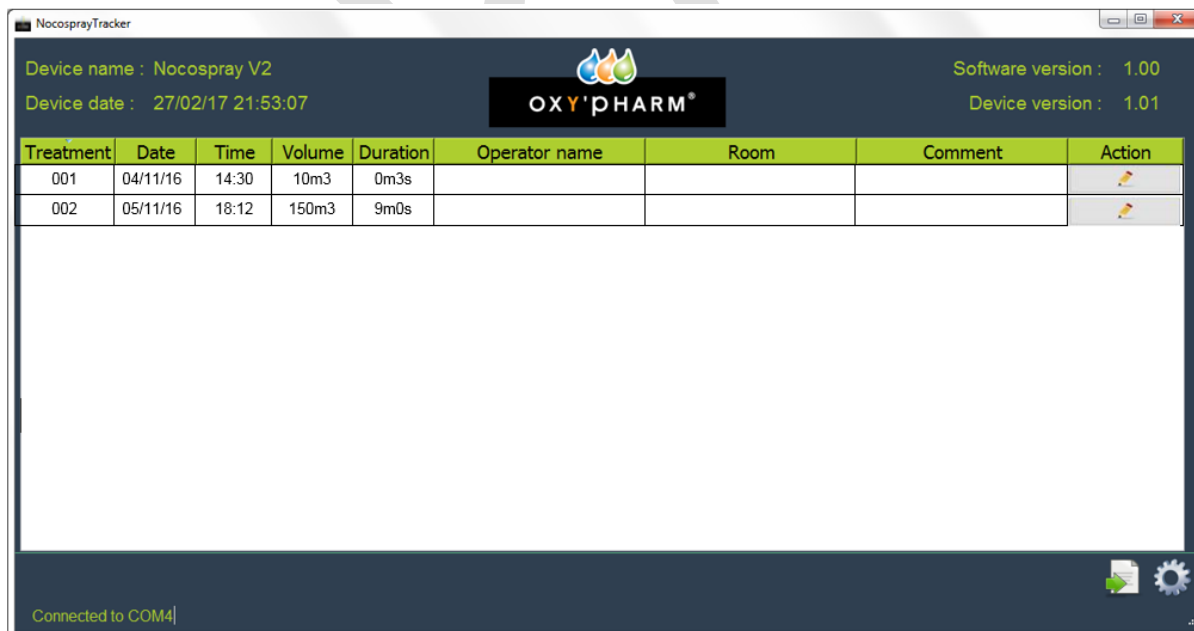 NocosprayTracker
Device name : Nocospray V2
Software version : 1.00
OXY'PHARM®
Device date : 27/02/17 21:53:07
Device version : 1.01
Treatment Date Time Volume Duration Operator name Room Comment Action
001 04/11/16 14:30 10m3 0m3s
002 05/11/16 18:12 150m3 9m0s
Connected to COM4